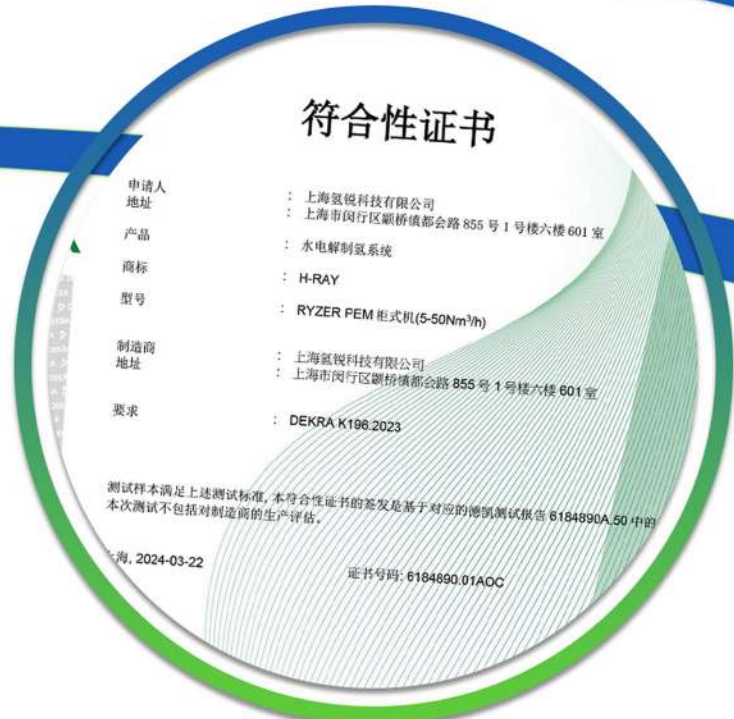 符合性证书
申请人 : 上海氢锐科技有限公司
地址 : 上海市闵行区颛桥镇都会路 855 号 1 号楼六楼 601 室
产品 : 水电解制氢系统
商标 : H-RAY
型号 : RYZER PEM 柜式机(5-50Nm³/h)
制造商 : 上海氢锐科技有限公司
地址 : 上海市闵行区颛桥镇都会路 855 号 1 号楼六楼 601 室
要求 : DEKRA K196.2023
测试样本满足上述测试标准, 本符合性证书的签发是基于对应的德凯测试报告 6184890A.50 中的
本次测试不包括对制造商的生产评估。
海, 2024-03-22 证书号码: 6184890.01AOC